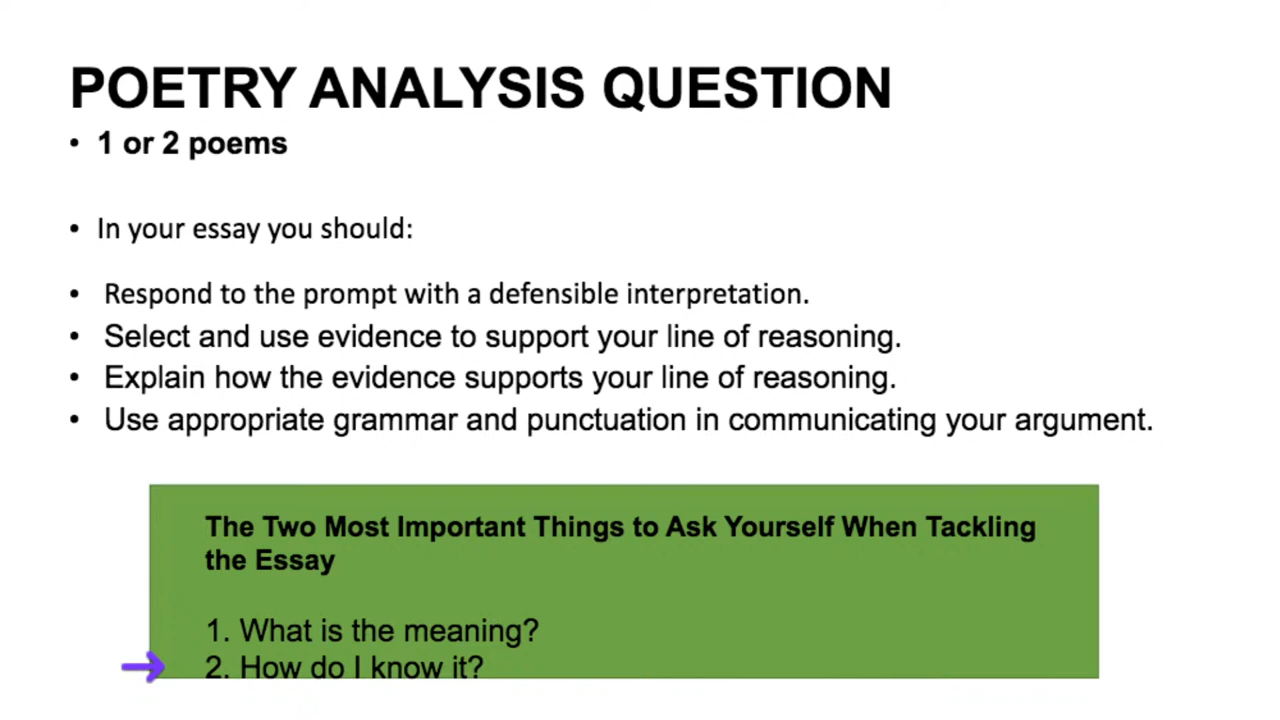 POETRY ANALYSIS QUESTION
• 1 or 2 poems
• In your essay you should:
• Respond to the prompt with a defensible interpretation.
• Select and use evidence to support your line of reasoning.
• Explain how the evidence supports your line of reasoning.
• Use appropriate grammar and punctuation in communicating your argument.
The Two Most Important Things to Ask Yourself When Tackling
the Essay
1. What is the meaning?
2. How do I know it?